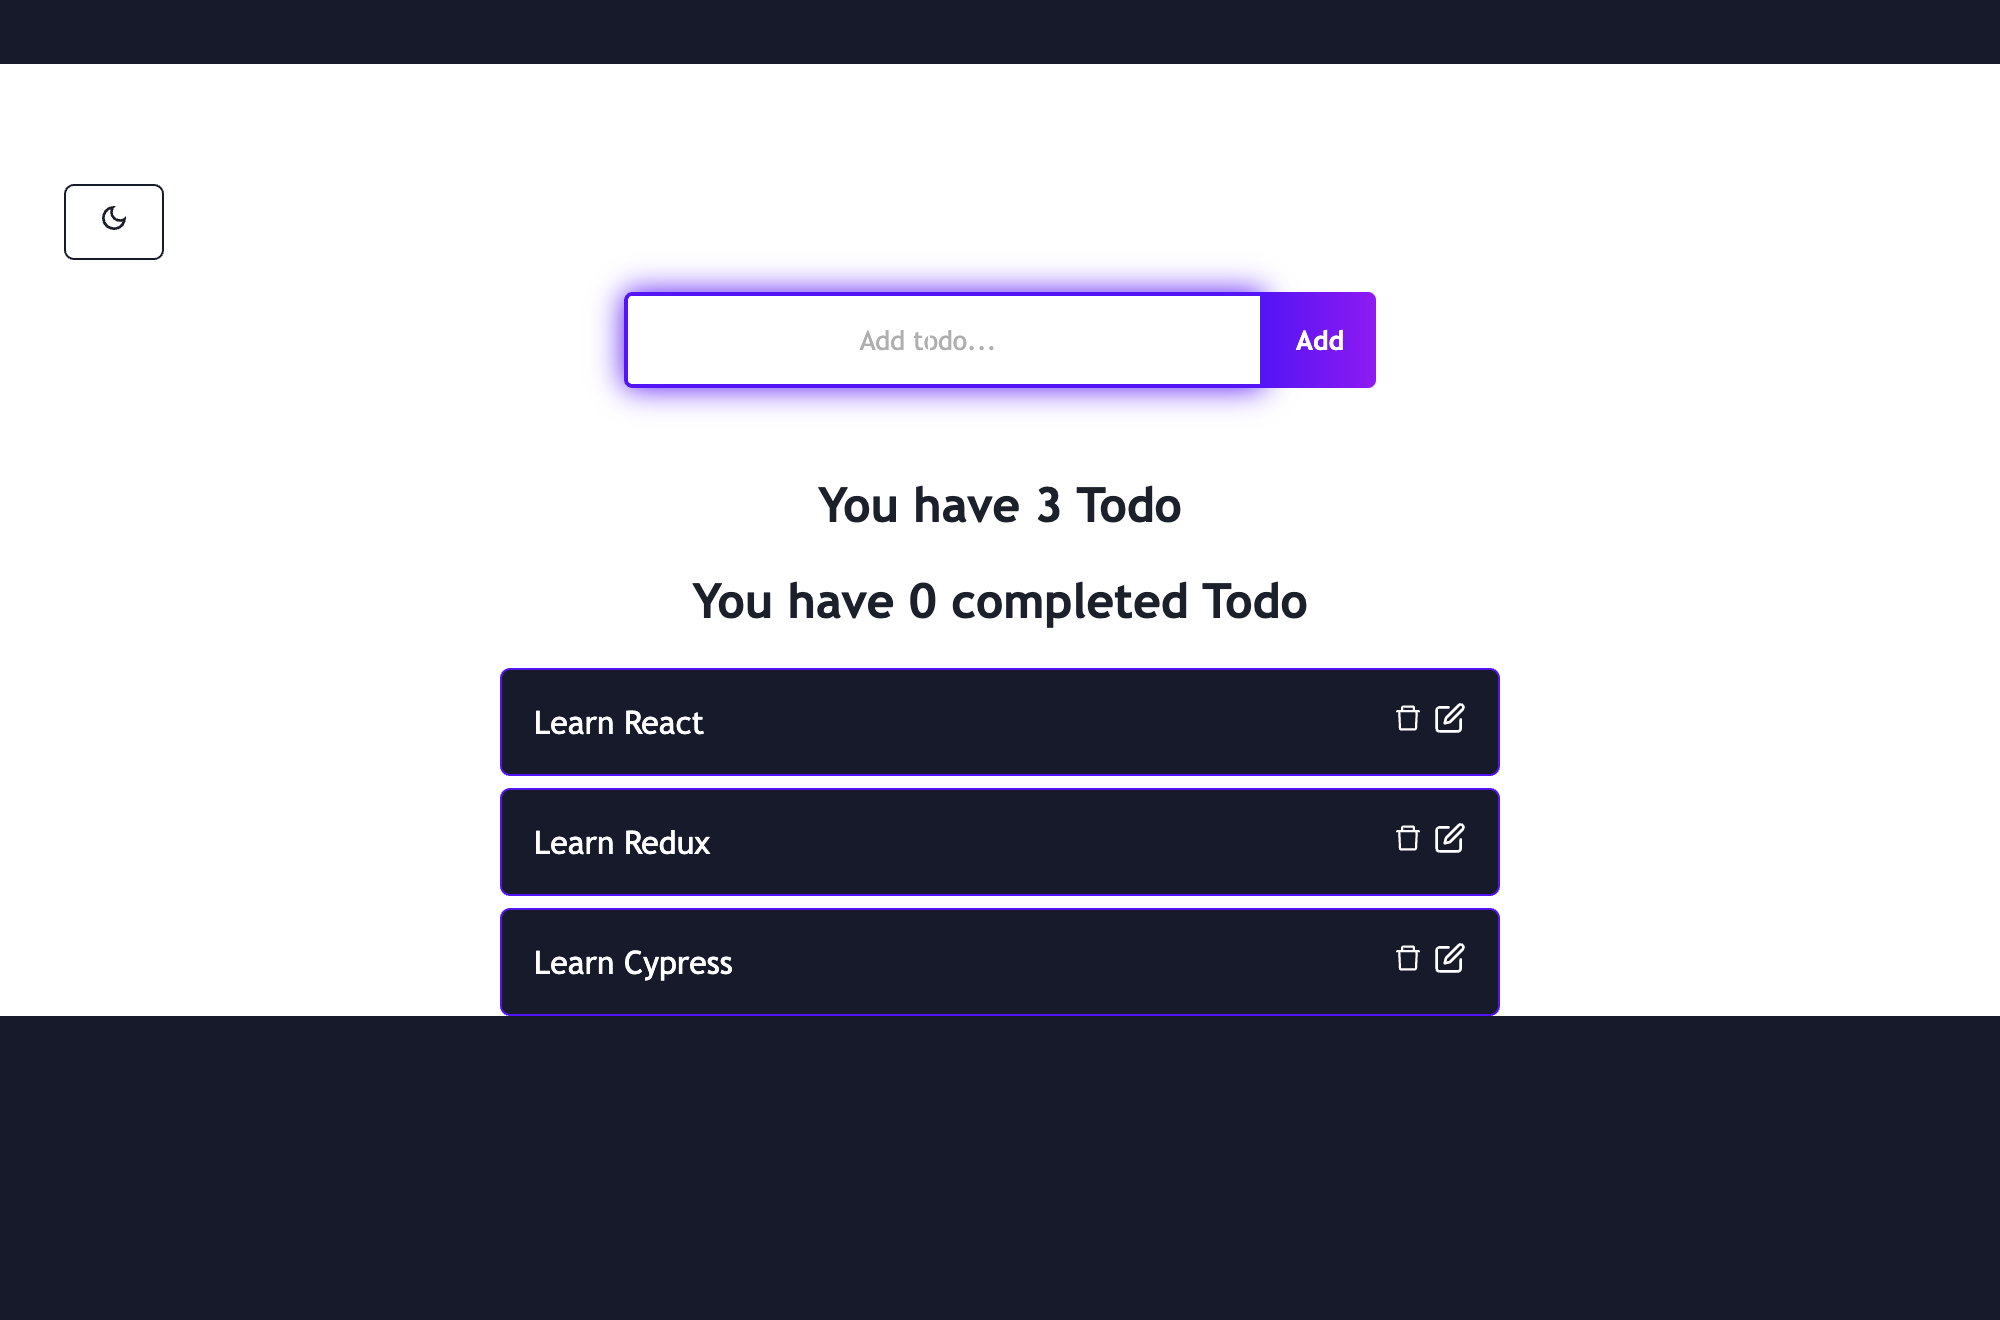 Add todo...
Add
You have 3 Todo
You have 0 completed Todo
Learn React
Learn Redux
Learn Cypress